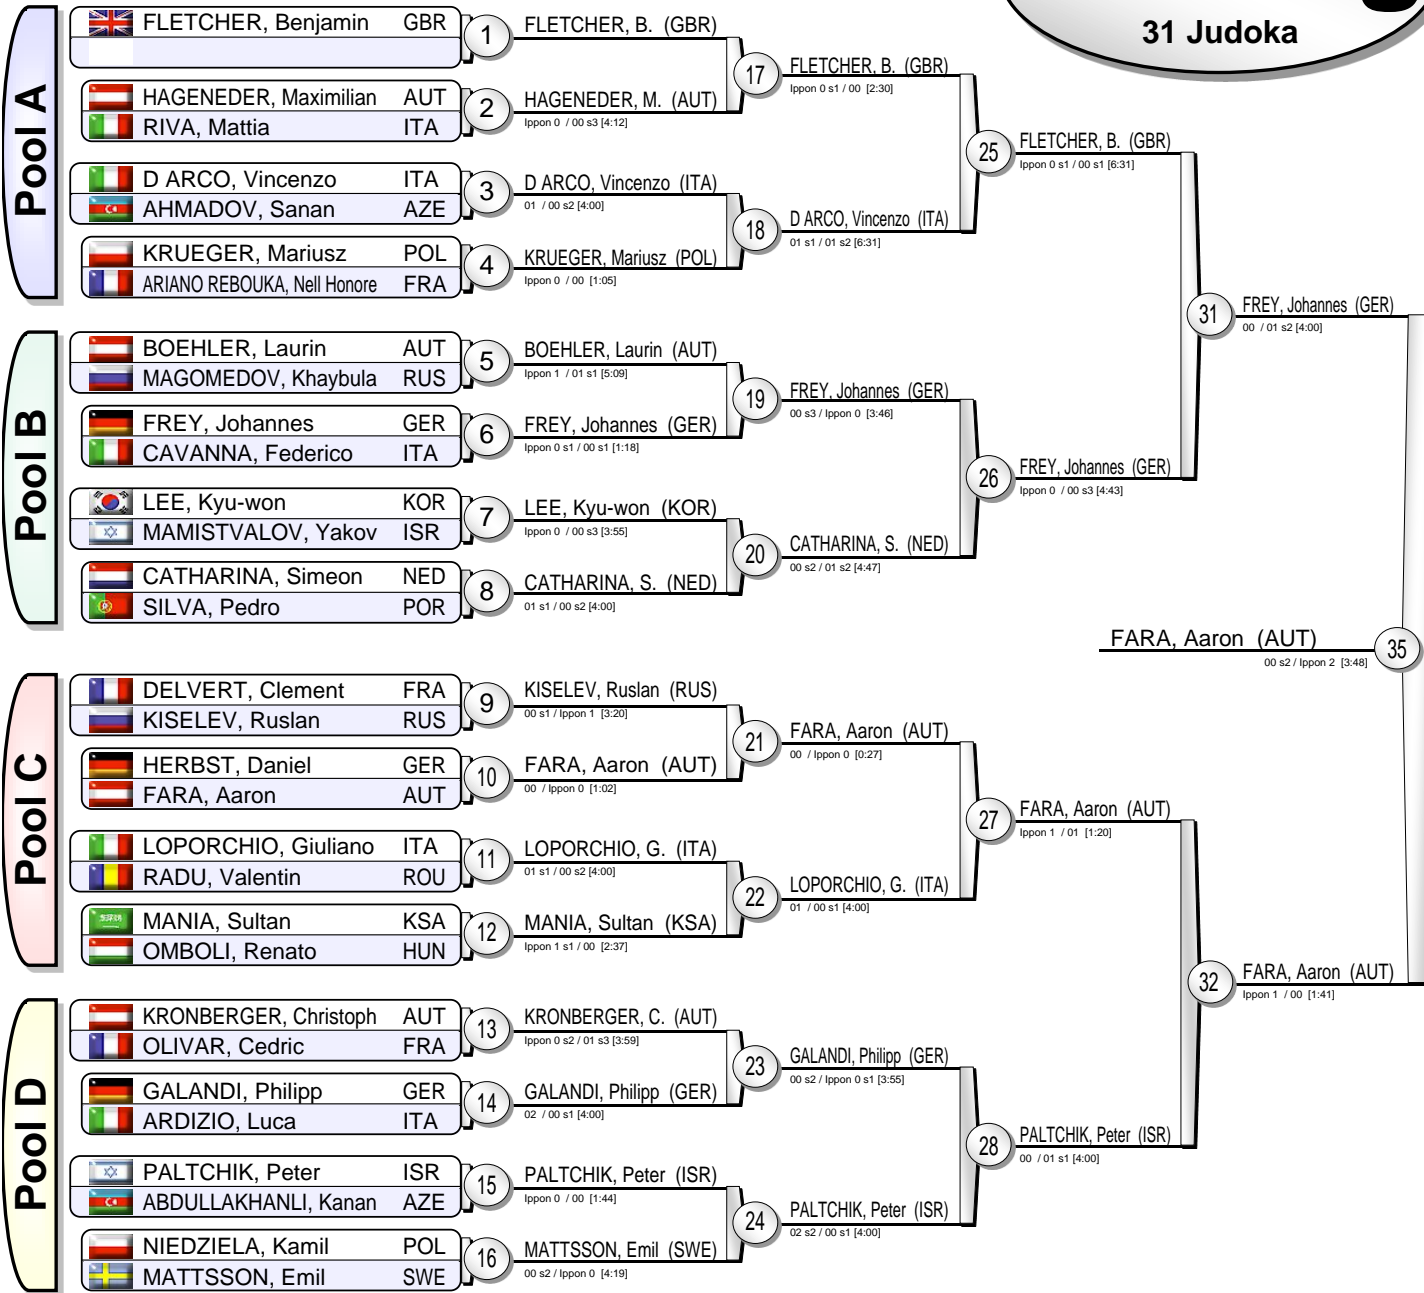 31 Judoka
Pool A
FLETCHER, Benjamin GBR
1
HAGENEDER, Maximilian AUT
RIVA, Mattia ITA
2
D ARCO, Vincenzo ITA
AHMADOV, Sanan AZE
3
KRUEGER, Mariusz POL
ARIANO REBOUKA, Nell Honore FRA
4
Pool B
BOEHLER, Laurin AUT
MAGOMEDOV, Khaybula RUS
5
FREY, Johannes GER
CAVANNA, Federico ITA
6
LEE, Kyu-won KOR
MAMISTVALOV, Yakov ISR
7
CATHARINA, Simeon NED
SILVA, Pedro POR
8
Pool C
DELVERT, Clement FRA
KISELEV, Ruslan RUS
9
HERBST, Daniel GER
FARA, Aaron AUT
10
LOPORCHIO, Giuliano ITA
RADU, Valentin ROU
11
MANIA, Sultan KSA
OMBOLI, Renato HUN
12
Pool D
KRONBERGER, Christoph AUT
OLIVAR, Cedric FRA
13
GALANDI, Philipp GER
ARDIZIO, Luca ITA
14
PALTCHIK, Peter ISR
ABDULLAKHANLI, Kanan AZE
15
NIEDZIELA, Kamil POL
MATTSSON, Emil SWE
16
FLETCHER, B. (GBR)
HAGENEDER, M. (AUT)
Ippon 0 / 00 s3 [4:12]
17
D ARCO, Vincenzo (ITA)
01 / 00 s2 [4:00]
KRUEGER, Mariusz (POL)
Ippon 0 / 00 [1:05]
18
BOEHLER, Laurin (AUT)
Ippon 1 / 01 s1 [5:09]
FREY, Johannes (GER)
Ippon 0 s1 / 00 s1 [1:18]
19
LEE, Kyu-won (KOR)
Ippon 0 / 00 s3 [3:55]
CATHARINA, S. (NED)
01 s1 / 00 s2 [4:00]
20
KISELEV, Ruslan (RUS)
00 s1 / Ippon 1 [3:20]
FARA, Aaron (AUT)
00 / Ippon 0 [1:02]
21
LOPORCHIO, G. (ITA)
01 s1 / 00 s2 [4:00]
MANIA, Sultan (KSA)
Ippon 1 s1 / 00 [2:37]
22
KRONBERGER, C. (AUT)
Ippon 0 s2 / 01 s3 [3:59]
GALANDI, Philipp (GER)
02 / 00 s1 [4:00]
23
PALTCHIK, Peter (ISR)
Ippon 0 / 00 [1:44]
MATTSSON, Emil (SWE)
00 s2 / Ippon 0 [4:19]
24
FLETCHER, B. (GBR)
Ippon 0 s1 / 00 [2:30]
D ARCO, Vincenzo (ITA)
01 s1 / 01 s2 [6:31]
25
FREY, Johannes (GER)
00 s3 / Ippon 0 [3:46]
CATHARINA, S. (NED)
00 s2 / 01 s2 [4:47]
26
FARA, Aaron (AUT)
00 / Ippon 0 [0:27]
LOPORCHIO, G. (ITA)
01 / 00 s1 [4:00]
27
GALANDI, Philipp (GER)
00 s2 / Ippon 0 s1 [3:55]
PALTCHIK, Peter (ISR)
02 s2 / 00 s1 [4:00]
28
FLETCHER, B. (GBR)
Ippon 0 s1 / 00 s1 [6:31]
FREY, Johannes (GER)
Ippon 0 / 00 s3 [4:43]
31
FARA, Aaron (AUT)
Ippon 1 / 01 [1:20]
PALTCHIK, Peter (ISR)
00 / 01 s1 [4:00]
32
FREY, Johannes (GER)
00 / 01 s2 [4:00]
FARA, Aaron (AUT)
Ippon 1 / 00 [1:41]
FARA, Aaron (AUT)
00 s2 / Ippon 2 [3:48]
35